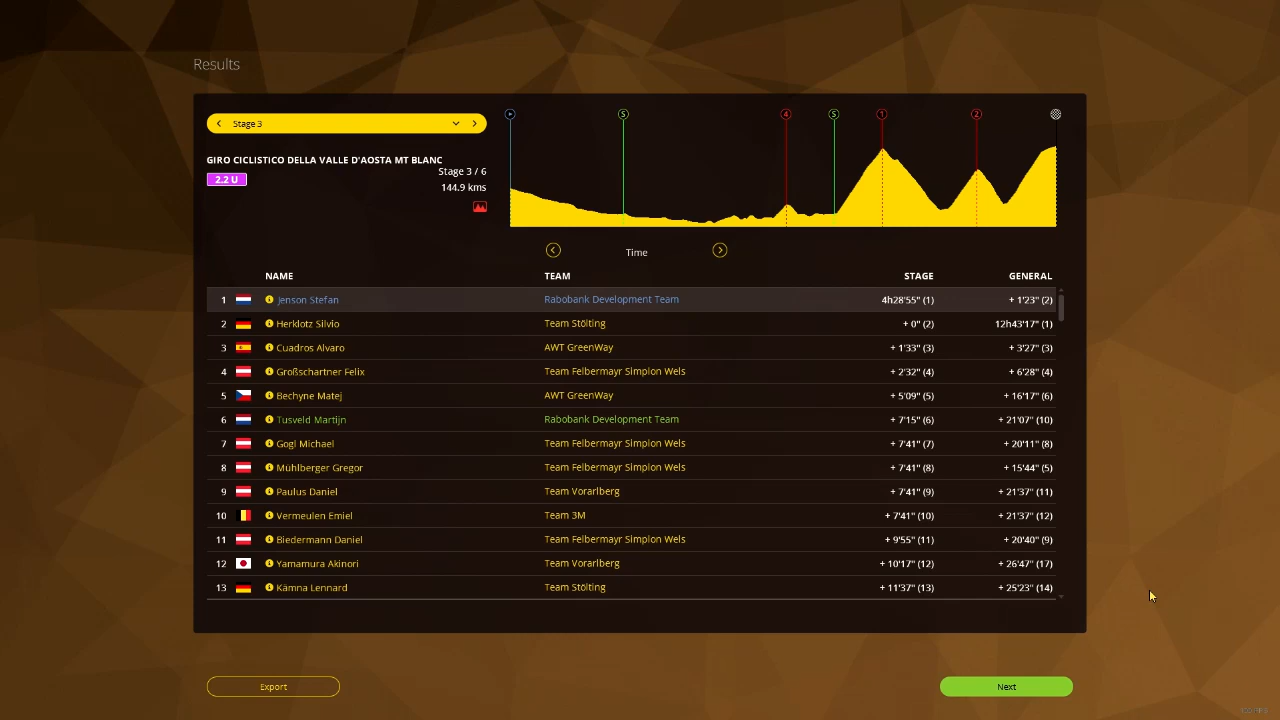 Results
Stage 3
GIRO CICLISTICO DELLA VALLE D'AOSTA MT BLANC
Stage 3 / 6
2.2 U
144.9 kms
S 4 S 1 2
Time
NAME TEAM STAGE GENERAL
1 Jenson Stefan Rabobank Development Team 4h28'55" (1) + 1'23" (2)
2 Herklotz Silvio Team Stölting + 0" (2) 12h43'17" (1)
3 Cuadros Alvaro AWT GreenWay + 1'33" (3) + 3'27" (3)
4 Großschartner Felix Team Felbermayr Simplon Wels + 2'32" (4) + 6'28" (4)
5 Bechyne Matej AWT GreenWay + 5'09" (5) + 16'17" (6)
6 Tusveld Martijn Rabobank Development Team + 7'15" (6) + 21'07" (10)
7 Gogl Michael Team Felbermayr Simplon Wels + 7'41" (7) + 20'11" (8)
8 Mühlberger Gregor Team Felbermayr Simplon Wels + 7'41" (8) + 15'44" (5)
9 Paulus Daniel Team Vorarlberg + 7'41" (9) + 21'37" (11)
10 Vermeulen Emiel Team 3M + 7'41" (10) + 21'37" (12)
11 Biedermann Daniel Team Felbermayr Simplon Wels + 9'55" (11) + 20'40" (9)
12 Yamamura Akinori Team Vorarlberg + 10'17" (12) + 26'47" (17)
13 Kämna Lennard Team Stölting + 11'37" (13) + 25'23" (14)
Export
Next